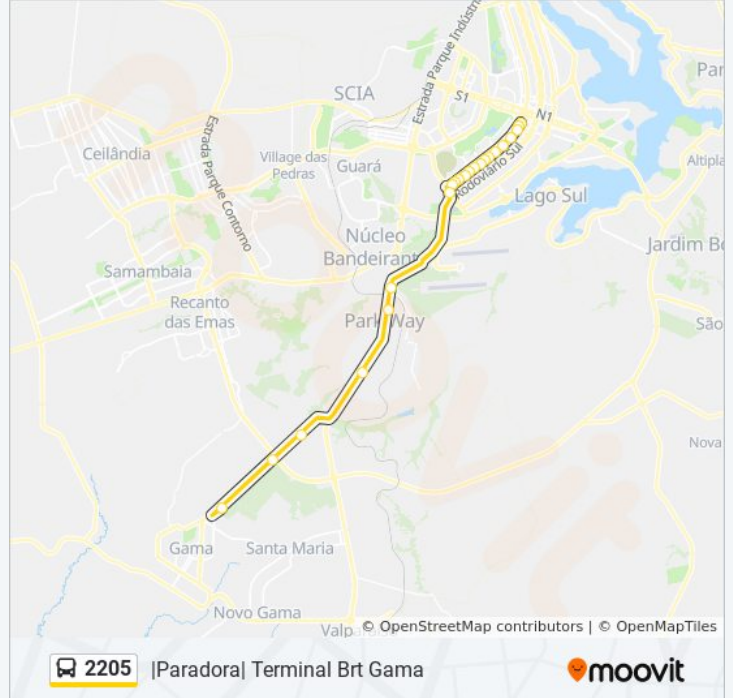 Estrada Parque Indústri
Par
SCIA
S1
N1
Estrada Parque Contorno
Ceilândia
Village das
Pedras
Guará
Altipla
Rodoviário Sul
Lago Sul
Núcleo
Bandeirant
Jardim Bo
Samambaia
Recanto
das Emas
Park Way
São
Nova
Gama
Santa Maria
Novo Gama
Valparaíso
© OpenStreetMap contributors | © OpenMapTiles
2205 |Paradora| Terminal Brt Gama
moovit